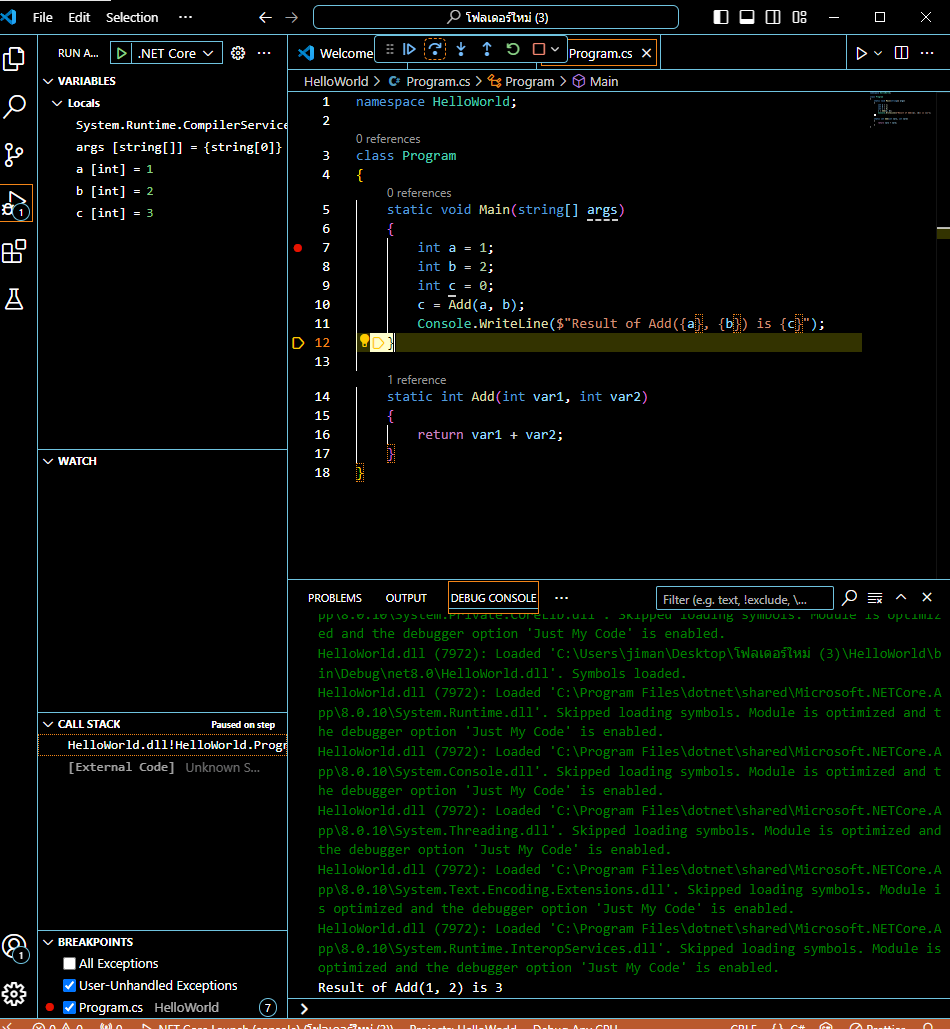 File Edit Selection ··· โฟลเดอร์ใหม่ (3)
RUN A... .NET Core ···
Welcome Program.cs
HelloWorld > Program.cs > Program > Main
VARIABLES
Locals
System.Runtime.CompilerService
args [string[]] = {string[0]}
a [int] = 1
b [int] = 2
c [int] = 3
1
WATCH
CALL STACK Paused on step
HelloWorld.dll!HelloWorld.Progr
[External Code] Unknown S...
BREAKPOINTS
All Exceptions
User-Unhandled Exceptions
Program.cs HelloWorld 7
1
1 namespace HelloWorld;
2
0 references
3 class Program
4 {
0 references
5 static void Main(string[] args)
6 {
7 int a = 1;
8 int b = 2;
9 int c = 0;
10 c = Add(a, b);
11 Console.WriteLine($"Result of Add({a}, {b}) is {c}");
12 }
13
1 reference
14 static int Add(int var1, int var2)
15 {
16 return var1 + var2;
17 }
18 }
PROBLEMS OUTPUT DEBUG CONSOLE ··· Filter (e.g. text, !exclude, \...
pp\8.0.10\System.Private.CoreLib.dll'. Skipped loading symbols. Module is optimiz
ed and the debugger option 'Just My Code' is enabled.
HelloWorld.dll (7972): Loaded 'C:\Users\jiman\Desktop\โฟลเดอร์ใหม่ (3)\HelloWorld\b
in\Debug\net8.0\HelloWorld.dll'. Symbols loaded.
HelloWorld.dll (7972): Loaded 'C:\Program Files\dotnet\shared\Microsoft.NETCore.A
pp\8.0.10\System.Runtime.dll'. Skipped loading symbols. Module is optimized and t
he debugger option 'Just My Code' is enabled.
HelloWorld.dll (7972): Loaded 'C:\Program Files\dotnet\shared\Microsoft.NETCore.A
pp\8.0.10\System.Console.dll'. Skipped loading symbols. Module is optimized and t
he debugger option 'Just My Code' is enabled.
HelloWorld.dll (7972): Loaded 'C:\Program Files\dotnet\shared\Microsoft.NETCore.A
pp\8.0.10\System.Threading.dll'. Skipped loading symbols. Module is optimized and
the debugger option 'Just My Code' is enabled.
HelloWorld.dll (7972): Loaded 'C:\Program Files\dotnet\shared\Microsoft.NETCore.A
pp\8.0.10\System.Text.Encoding.Extensions.dll'. Skipped loading symbols. Module i
s optimized and the debugger option 'Just My Code' is enabled.
HelloWorld.dll (7972): Loaded 'C:\Program Files\dotnet\shared\Microsoft.NETCore.A
pp\8.0.10\System.Runtime.InteropServices.dll'. Skipped loading symbols. Module is
optimized and the debugger option 'Just My Code' is enabled.
Result of Add(1, 2) is 3